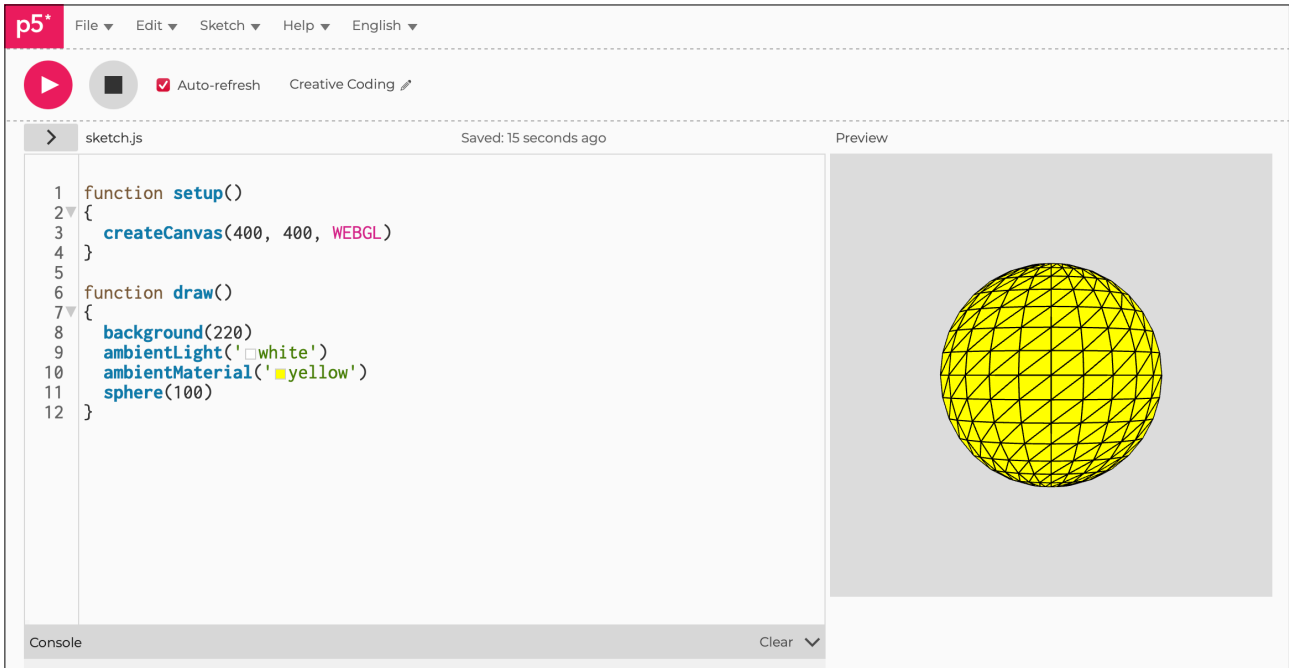 p5* File Edit Sketch Help English
Auto-refresh Creative Coding
sketch.js Saved: 15 seconds ago Preview
1 function setup()
2 {
3 createCanvas(400, 400, WEBGL)
4 }
5
6 function draw()
7 {
8 background(220)
9 ambientLight('white')
10 ambientMaterial('yellow')
11 sphere(100)
12 }
Console Clear